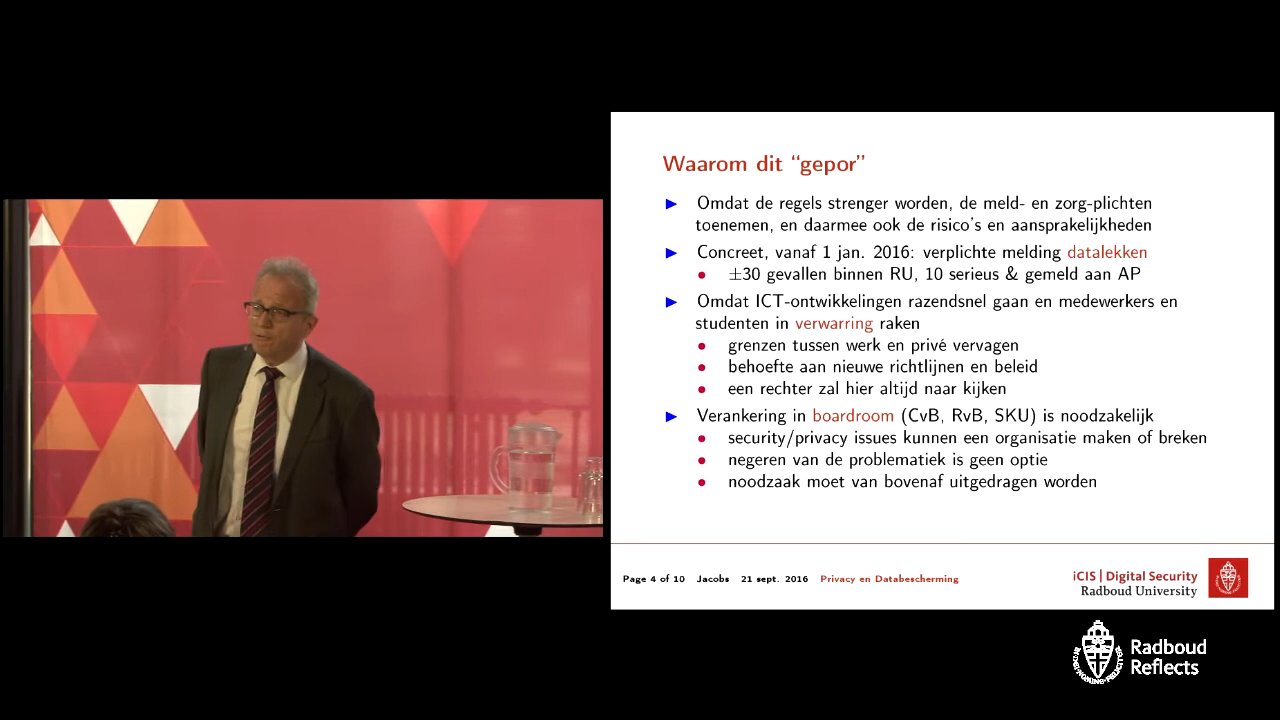 Waarom dit “gepor”
Omdat de regels strenger worden, de meld- en zorg-plichten
toenemen, en daarmee ook de risico's en aansprakelijkheden
Concreet, vanaf 1 jan. 2016: verplichte melding datalekken
±30 gevallen binnen RU, 10 serieus & gemeld aan AP
Omdat ICT-ontwikkelingen razendsnel gaan en medewerkers en
studenten in verwarring raken
grenzen tussen werk en privé vervagen
behoefte aan nieuwe richtlijnen en beleid
een rechter zal hier altijd naar kijken
Verankering in boardroom (CvB, RvB, SKU) is noodzakelijk
security/privacy issues kunnen een organisatie maken of breken
negeren van de problematiek is geen optie
noodzaak moet van bovenaf uitgedragen worden
Page 4 of 10 Jacobs 21 sept. 2016 Privacy en Databescherming
iCIS | Digital Security
Radboud University
Radboud
Reflects